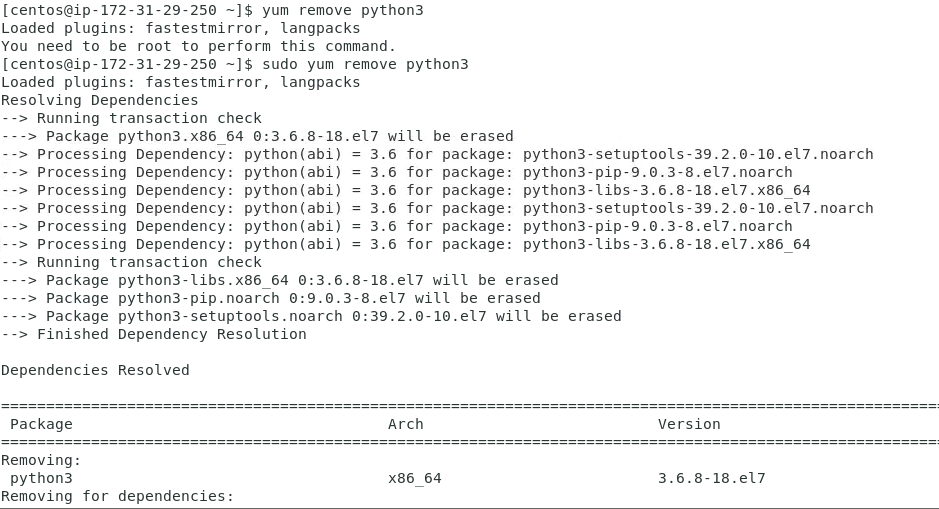 [centos@ip-172-31-29-250 ~]$ yum remove python3
Loaded plugins: fastestmirror, langpacks
You need to be root to perform this command.
[centos@ip-172-31-29-250 ~]$ sudo yum remove python3
Loaded plugins: fastestmirror, langpacks
Resolving Dependencies
--> Running transaction check
---> Package python3.x86_64 0:3.6.8-18.el7 will be erased
--> Processing Dependency: python(abi) = 3.6 for package: python3-setuptools-39.2.0-10.el7.noarch
--> Processing Dependency: python(abi) = 3.6 for package: python3-pip-9.0.3-8.el7.noarch
--> Processing Dependency: python(abi) = 3.6 for package: python3-libs-3.6.8-18.el7.x86_64
--> Processing Dependency: python(abi) = 3.6 for package: python3-setuptools-39.2.0-10.el7.noarch
--> Processing Dependency: python(abi) = 3.6 for package: python3-pip-9.0.3-8.el7.noarch
--> Processing Dependency: python(abi) = 3.6 for package: python3-libs-3.6.8-18.el7.x86_64
--> Running transaction check
---> Package python3-libs.x86_64 0:3.6.8-18.el7 will be erased
---> Package python3-pip.noarch 0:9.0.3-8.el7 will be erased
---> Package python3-setuptools.noarch 0:39.2.0-10.el7 will be erased
--> Finished Dependency Resolution

Dependencies Resolved

========================================================================================================
 Package                                   Arch                          Version
========================================================================================================
Removing:
 python3                                   x86_64                        3.6.8-18.el7
Removing for dependencies: